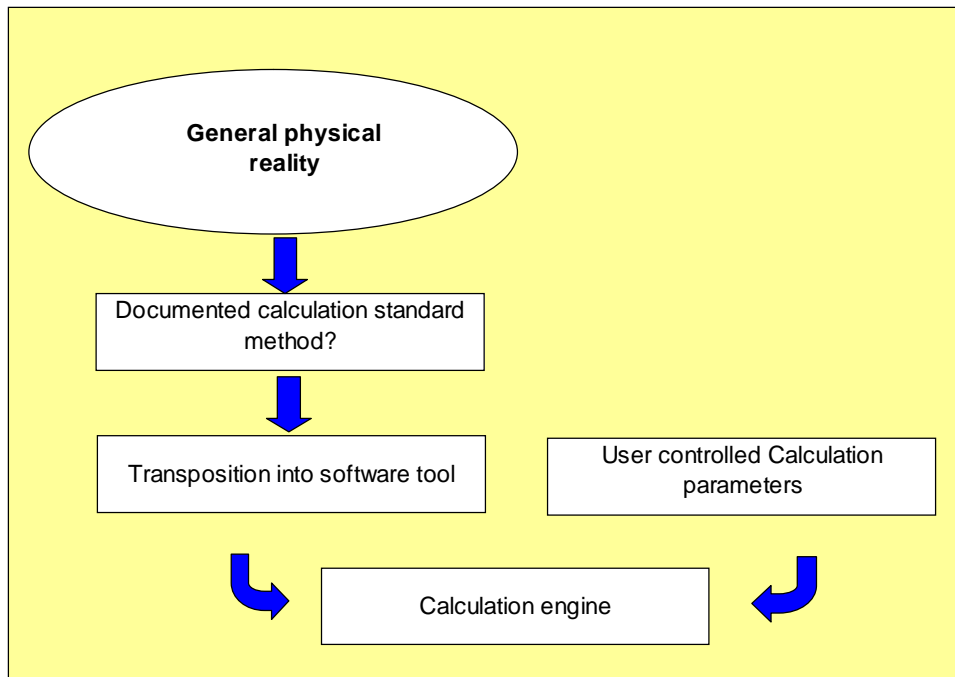 General physical
reality
Documented calculation standard
method?
Transposition into software tool
User controlled Calculation
parameters
Calculation engine